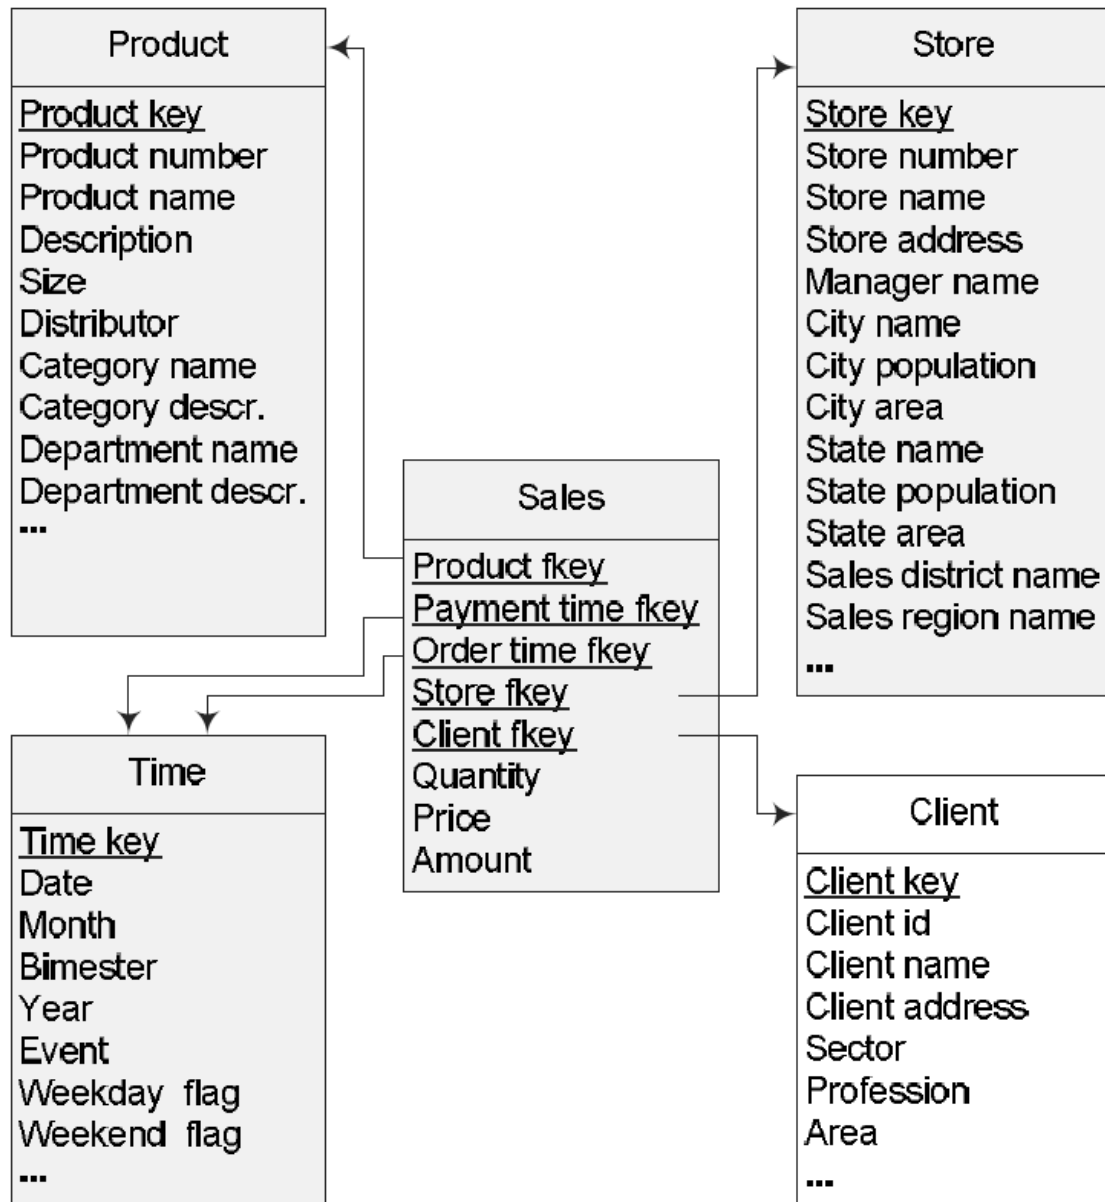 Product
Product key
Product number
Product name
Description
Size
Distributor
Category name
Category descr.
Department name
Department descr.
...
Store
Store key
Store number
Store name
Store address
Manager name
City name
City population
City area
State name
State population
State area
Sales district name
Sales region name
...
Sales
Product fkey
Payment time fkey
Order time fkey
Store fkey
Client fkey
Quantity
Price
Amount
Time
Time key
Date
Month
Bimester
Year
Event
Weekday flag
Weekend flag
...
Client
Client key
Client id
Client name
Client address
Sector
Profession
Area
...